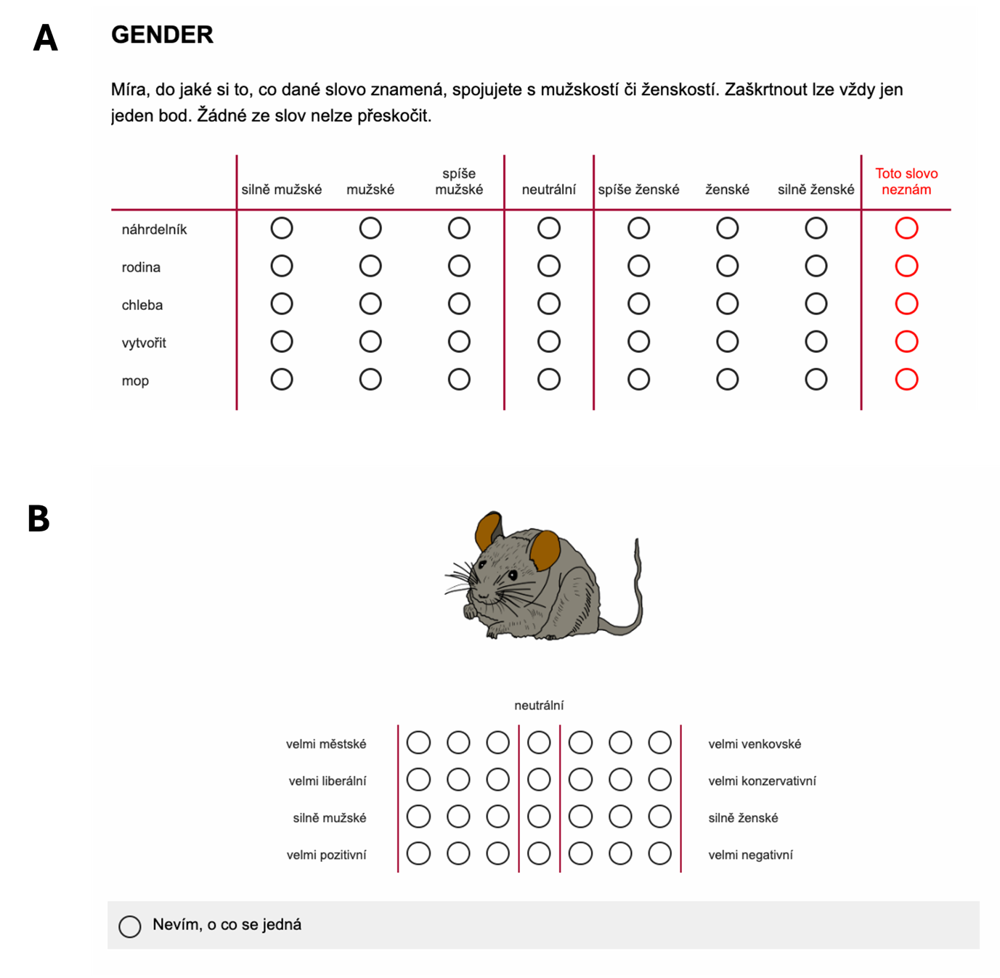 A
GENDER
Míra, do jaké si to, co dané slovo znamená, spojujete s mužskostí či ženskostí. Zaškrtnout lze vždy jen
jeden bod. Žádné ze slov nelze přeskočit.
silně mužské mužské spíše mužské neutrální spíše ženské ženské silně ženské Toto slovo neznám
náhrdelník
rodina
chleba
vytvořit
mop
B
neutrální
velmi městské velmi venkovské
velmi liberální velmi konzervativní
silně mužské silně ženské
velmi pozitivní velmi negativní
Nevím, o co se jedná